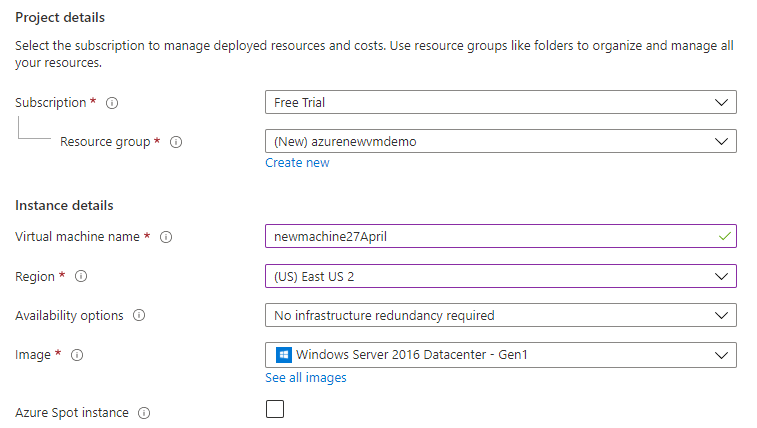 Project details
Select the subscription to manage deployed resources and costs. Use resource groups like folders to organize and manage all
your resources.
Subscription *
Free Trial
Resource group *
(New) azurenewvmdemo
Create new
Instance details
Virtual machine name *
newmachine27April
Region *
(US) East US 2
Availability options
No infrastructure redundancy required
Image *
Windows Server 2016 Datacenter - Gen1
See all images
Azure Spot instance